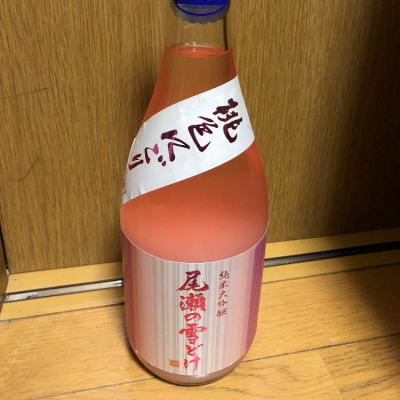 桃色にごり
純米大吟醸
尾瀬の雪どけ